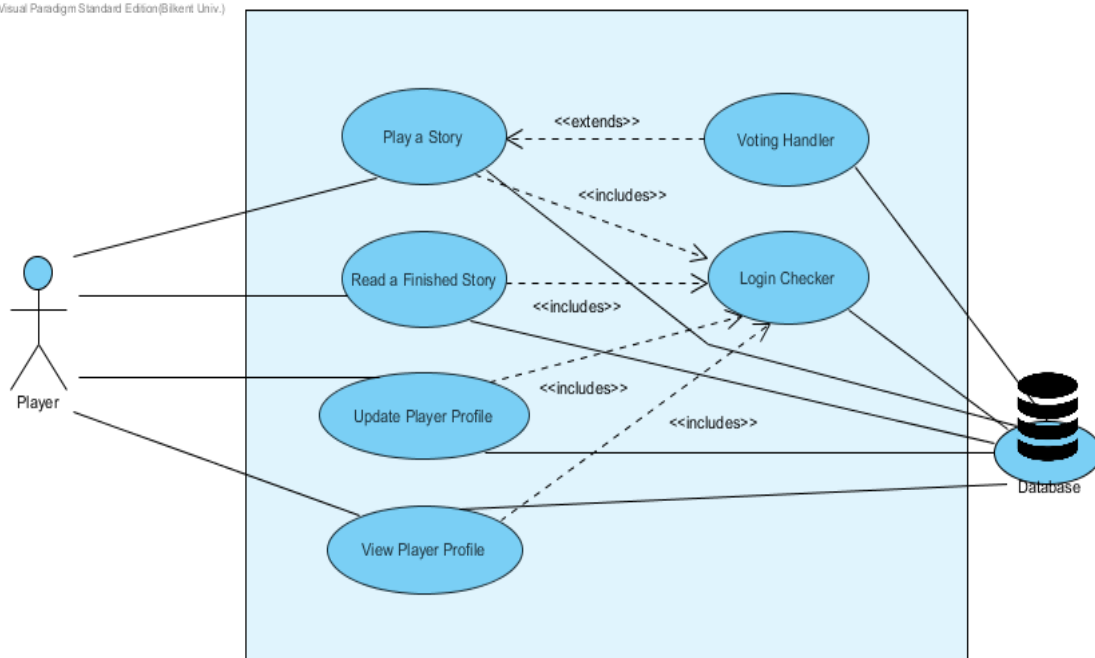 Visual Paradigm Standard Edition(Bilkent Univ.)
Play a Story
<<extends>>
Voting Handler
<<includes>>
Read a Finished Story
Login Checker
<<includes>>
Player
Update Player Profile
<<includes>>
<<includes>>
Database
View Player Profile